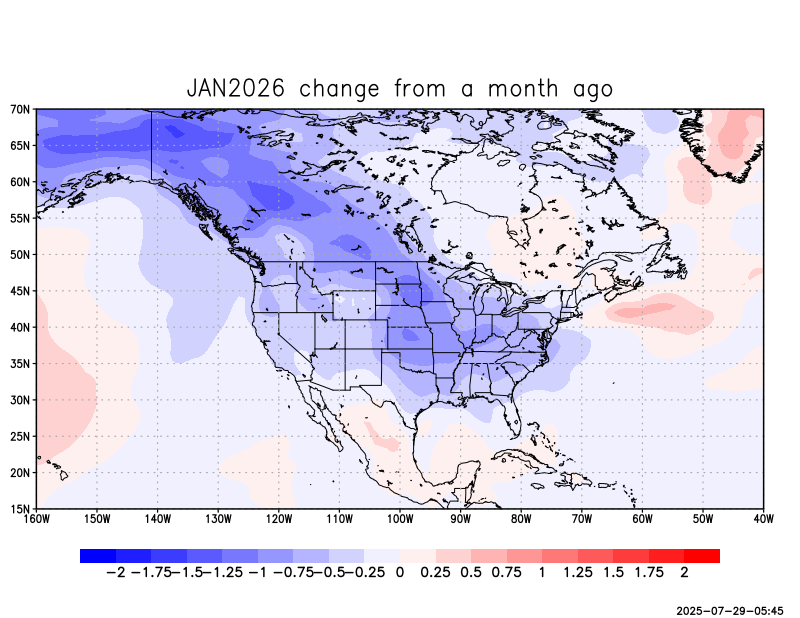 JAN2026 change from a month ago
70N
65N
60N
55N
50N
45N
40N
35N
30N
25N
20N
15N
160W 150W 140W 130W 120W 110W 100W 90W 80W 70W 60W 50W 40W
−2 −1.75 −1.5 −1.25 −1 −0.75 −0.5 −0.25 0 0.25 0.5 0.75 1 1.25 1.5 1.75 2
2025-07-29-05:45